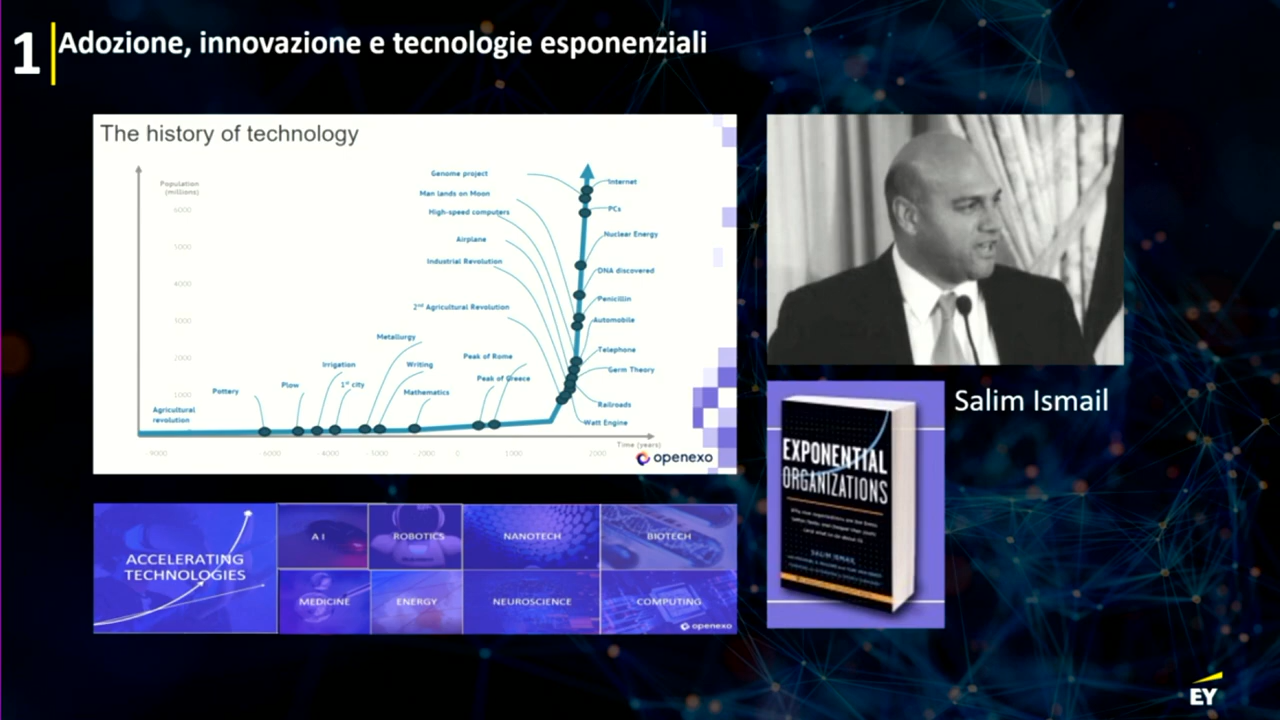 1
Adozione, innovazione e tecnologie esponenziali
The history of technology
Population
(millions)
6000
5000
4000
3000
2000
1000
Genome project
Man lands on Moon
High-speed computers
Airplane
Industrial Revolution
2nd Agricultural Revolution
Metallurgy
Irrigation
Writing
Peak of Rome
Plow
1st city
Peak of Greece
Pottery
Mathematics
Agricultural
revolution
Internet
PCs
Nuclear Energy
DNA discovered
Penicillin
Automobile
Telephone
Germ Theory
Railroads
Watt Engine
Time (years)
-9000
-6000
-4000
-3000
-2000
0
1000
2000
openexo
ACCELERATING
TECHNOLOGIES
AI
ROBOTICS
NANOTECH
BIOTECH
MEDICINE
ENERGY
NEUROSCIENCE
COMPUTING
openexo
Salim Ismail
EXPONENTIAL
ORGANIZATIONS
SALIM ISMAIL
EY